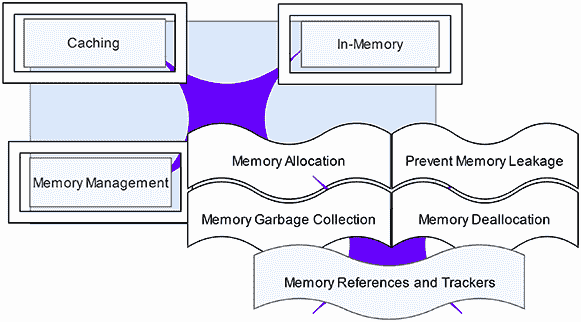 Caching
In-Memory
Memory Management
Memory Allocation
Prevent Memory Leakage
Memory Garbage Collection
Memory Deallocation
Memory References and Trackers